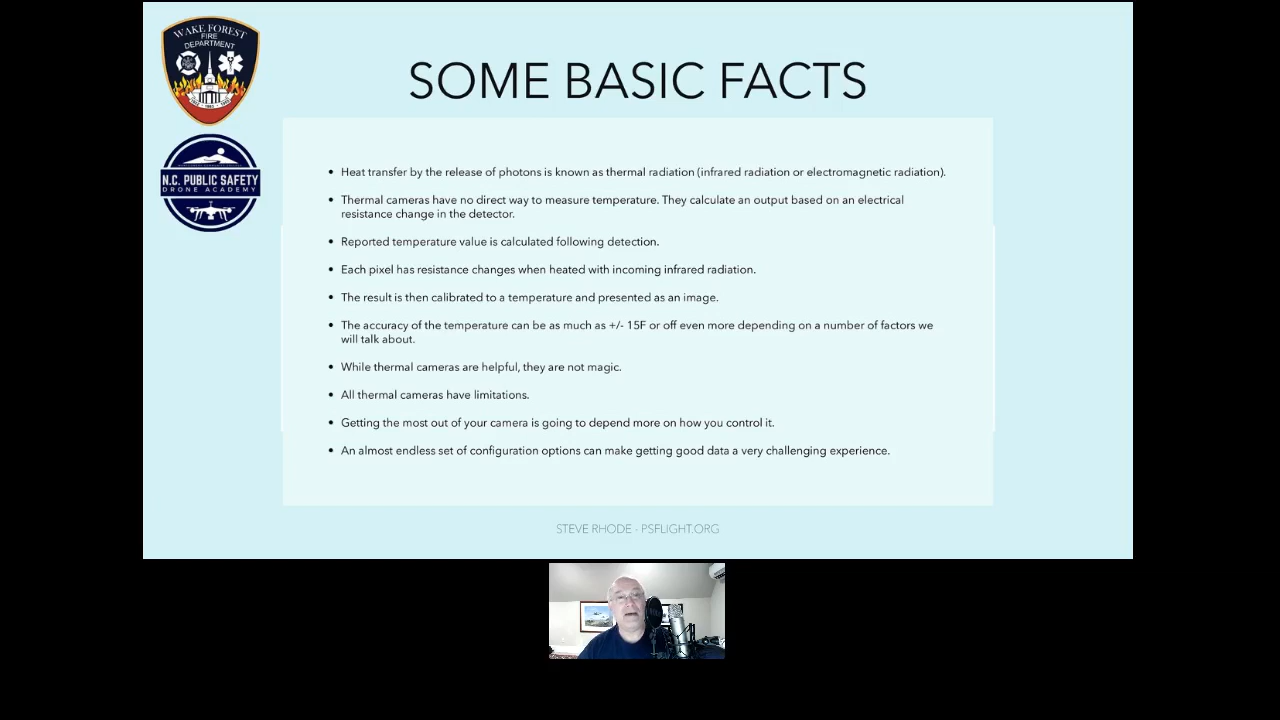 WAKE FOREST
FIRE
DEPARTMENT
N.C. PUBLIC SAFETY
DRONE ACADEMY
SOME BASIC FACTS
• Heat transfer by the release of photons is known as thermal radiation (infrared radiation or electromagnetic radiation).
• Thermal cameras have no direct way to measure temperature. They calculate an output based on an electrical
resistance change in the detector.
• Reported temperature value is calculated following detection.
• Each pixel has resistance changes when heated with incoming infrared radiation.
• The result is then calibrated to a temperature and presented as an image.
• The accuracy of the temperature can be as much as +/- 15F or off even more depending on a number of factors we
will talk about.
• While thermal cameras are helpful, they are not magic.
• All thermal cameras have limitations.
• Getting the most out of your camera is going to depend more on how you control it.
• An almost endless set of configuration options can make getting good data a very challenging experience.
STEVE RHODE - PSFLIGHT.ORG